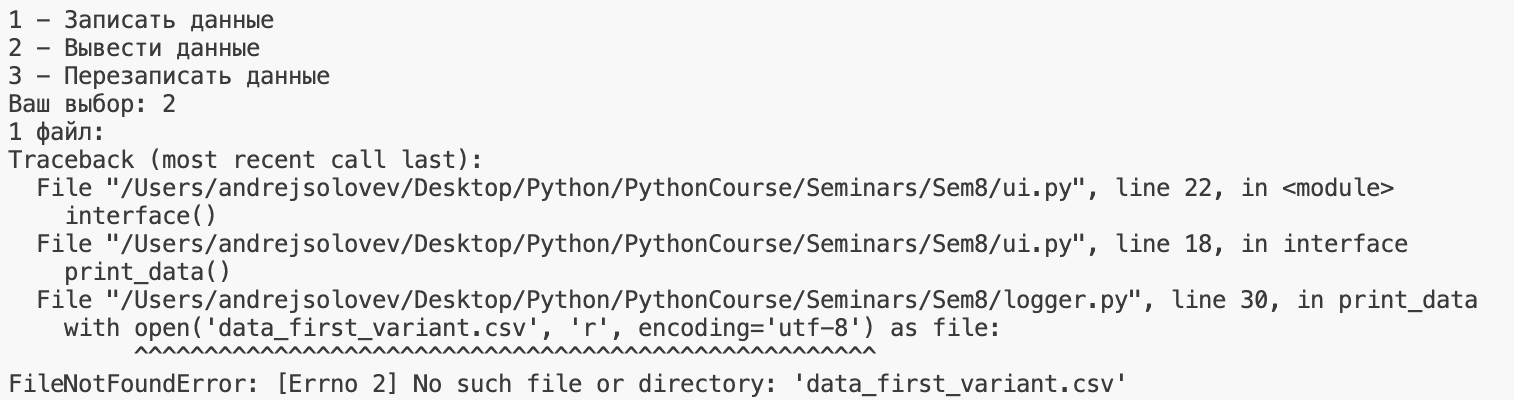 1 – Записать данные
2 – Вывести данные
3 – Перезаписать данные
Ваш выбор: 2
1 файл:
Traceback (most recent call last):
  File "/Users/andrejsolovev/Desktop/Python/PythonCourse/Seminars/Sem8/ui.py", line 22, in <module>
    interface()
  File "/Users/andrejsolovev/Desktop/Python/PythonCourse/Seminars/Sem8/ui.py", line 18, in interface
    print_data()
  File "/Users/andrejsolovev/Desktop/Python/PythonCourse/Seminars/Sem8/logger.py", line 30, in print_data
    with open('data_first_variant.csv', 'r', encoding='utf-8') as file:
         ^^^^^^^^^^^^^^^^^^^^^^^^^^^^^^^^^^^^^^^^^^^^^^^^^^^^^
FileNotFoundError: [Errno 2] No such file or directory: 'data_first_variant.csv'